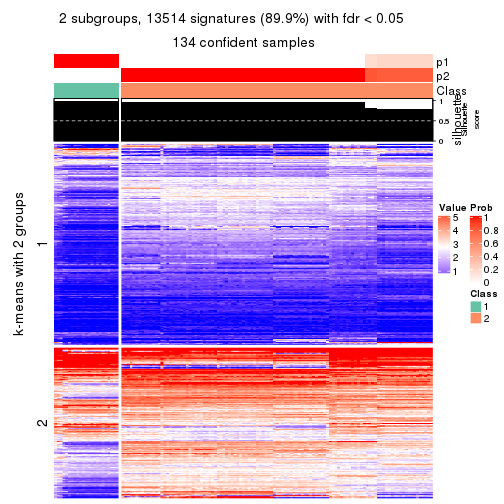 2 subgroups, 13514 signatures (89.9%) with fdr < 0.05
134 confident samples
p1
p2
Class
1
0.5
0
silhouette
Silhouette
score
k-means with 2 groups
1
2
Value
5
4
3
2
1
Prob
1
0.8
0.6
0.4
0.2
0
Class
1
2